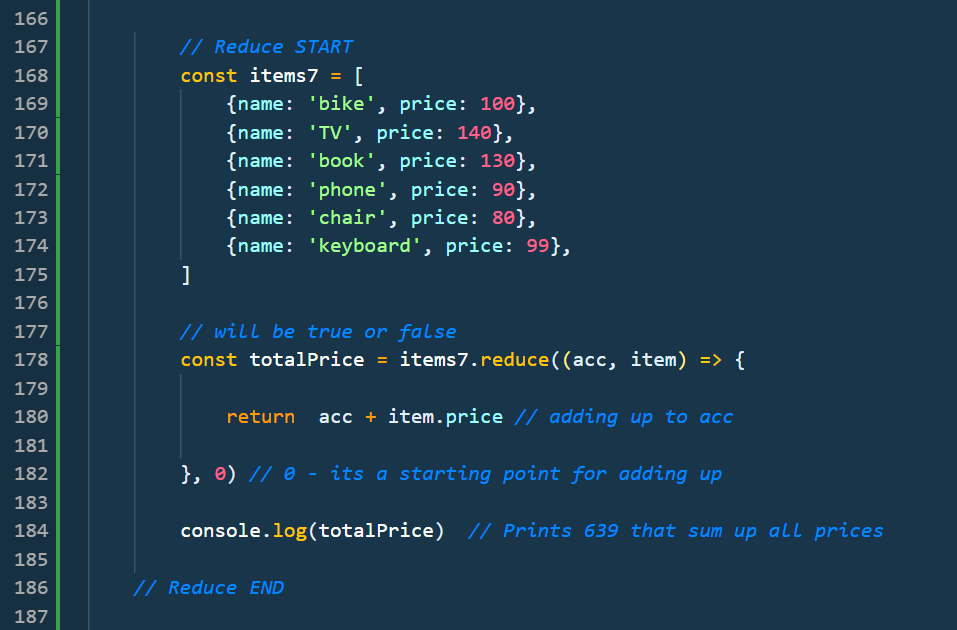 166
167 // Reduce START
168 const items7 = [
169 {name: 'bike', price: 100},
170 {name: 'TV', price: 140},
171 {name: 'book', price: 130},
172 {name: 'phone', price: 90},
173 {name: 'chair', price: 80},
174 {name: 'keyboard', price: 99},
175 ]
176
177 // will be true or false
178 const totalPrice = items7.reduce((acc, item) => {
179
180 return  acc + item.price // adding up to acc
181
182 }, 0) // 0 - its a starting point for adding up
183
184 console.log(totalPrice)  // Prints 639 that sum up all prices
185
186 // Reduce END
187